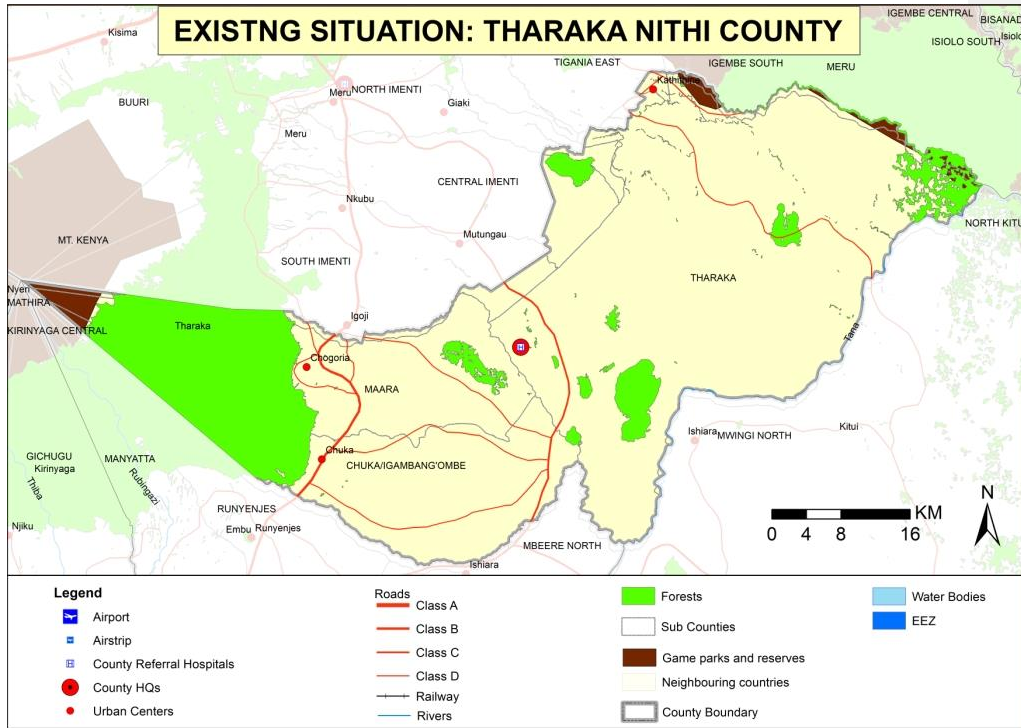 EXISTNG SITUATION: THARAKA NITHI COUNTY
IGEMBE CENTRAL
BISANAD
Isiolo
ISIOLO SOUTH
Kisima
TIGANIA EAST
IGEMBE SOUTH
MERU
BUURI
Meru
NORTH IMENTI
Giaki
Meru
CENTRAL IMENTI
Nkubu
Mutungau
NORTH KITU
MT. KENYA
SOUTH IMENTI
THARAKA
Nyeri
MATHIRA
KIRINYAGA CENTRAL
Tharaka
Igoji
Tana
Chogoria
MAARA
Chuka
CHUKA/IGAMBANG'OMBE
Ishiara
MWINGI NORTH
Kitui
GICHUGU
Kirinyaga
MANYATTA
Thiba
Rubingazi
RUNYENJES
Embu
Runyenjes
Njiku
MBEERE NORTH
Ishiara
KM
0 4 8 16
N
Legend
Airport
Airstrip
H County Referral Hospitals
County HQs
Urban Centers
Roads
Class A
Class B
Class C
Class D
Railway
Rivers
Forests
Sub Counties
Game parks and reserves
Neighbouring countries
County Boundary
Water Bodies
EEZ